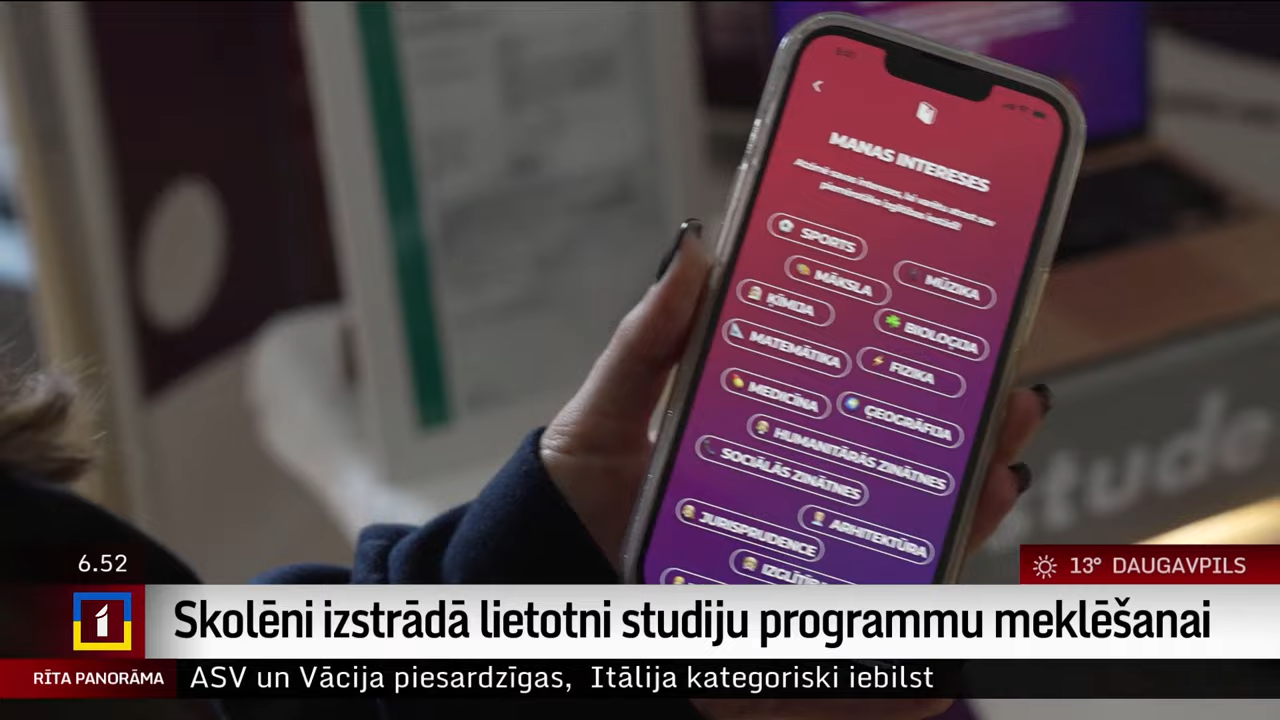 MANAS INTERESES
SPORTS
MĀKSLA
MŪZIKA
ĶĪMIJA
BIOLOĢIJA
MATEMĀTIKA
FIZIKA
MEDICĪNA
ĢEOGRĀFIJA
HUMANITĀRĀS ZINĀTNES
SOCIĀLĀS ZINĀTNES
JURISPRUDENCE
ARHITEKTŪRA
stude
6.52
13° DAUGAVPILS
1
Skolēni izstrādā lietotni studiju programmu meklēšanai
RĪTA PANORĀMA
ASV un Vācija piesardzīgas, Itālija kategoriski iebilst